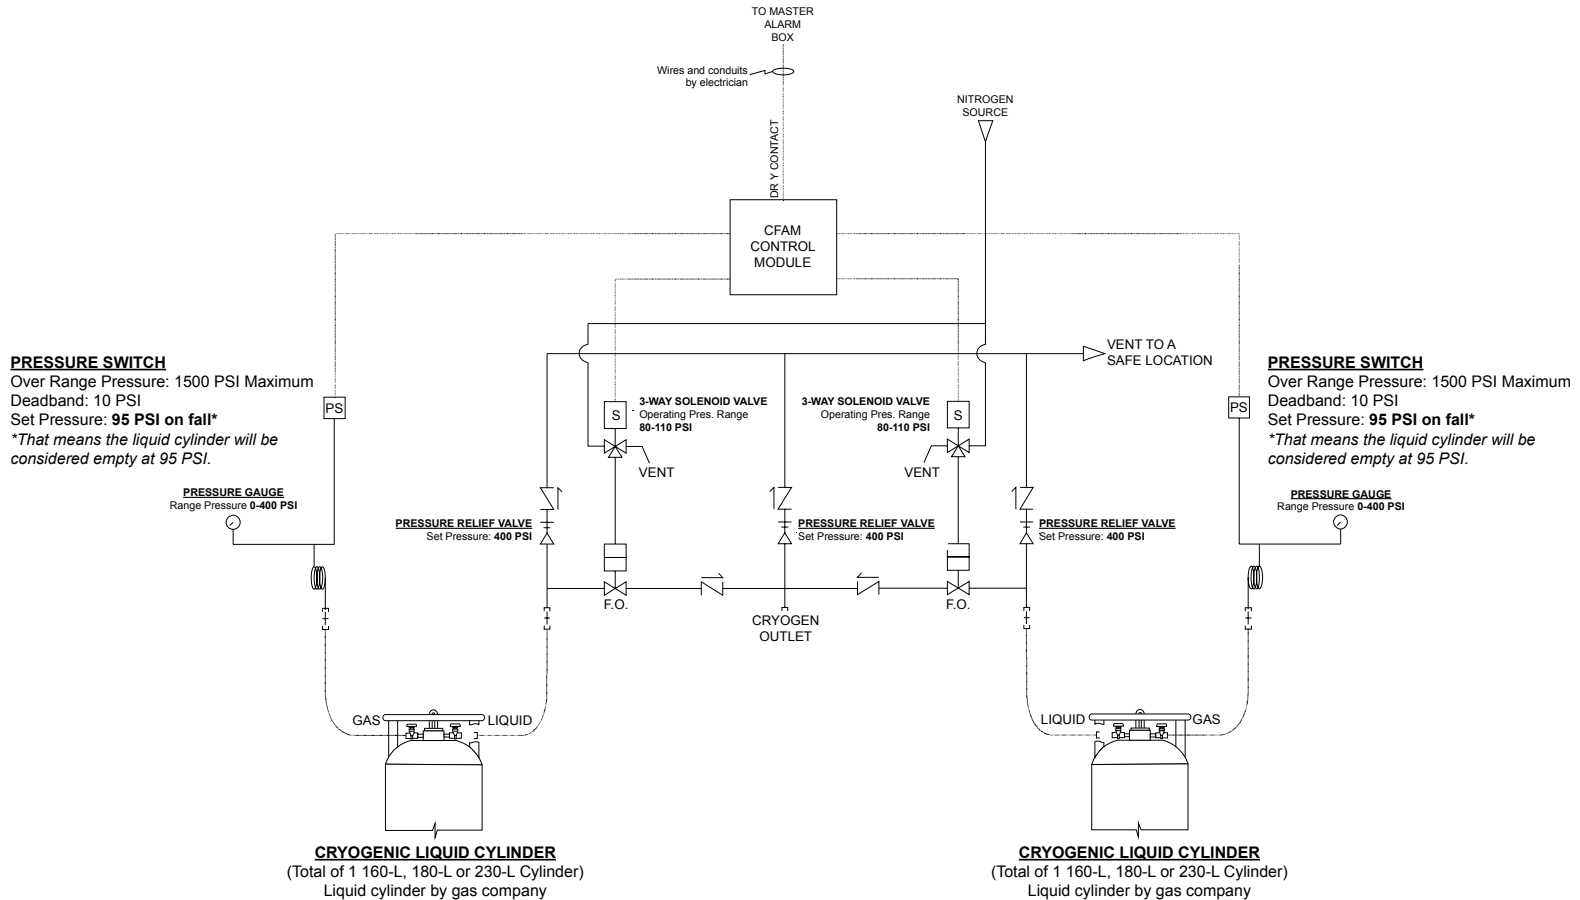 TO MASTER
ALARM
BOX
Wires and conduits
by electrician
NITROGEN
SOURCE
DR Y CONTACT
CFAM
CONTROL
MODULE
VENT TO A
SAFE LOCATION
PRESSURE SWITCH
Over Range Pressure: 1500 PSI Maximum
Deadband: 10 PSI
Set Pressure: 95 PSI on fall*
*That means the liquid cylinder will be
considered empty at 95 PSI.
PS
PRESSURE GAUGE
Range Pressure 0-400 PSI
S
3-WAY SOLENOID VALVE
Operating Pres. Range
80-110 PSI
VENT
3-WAY SOLENOID VALVE
Operating Pres. Range
80-110 PSI
S
VENT
PRESSURE SWITCH
Over Range Pressure: 1500 PSI Maximum
Deadband: 10 PSI
Set Pressure: 95 PSI on fall*
*That means the liquid cylinder will be
considered empty at 95 PSI.
PS
PRESSURE GAUGE
Range Pressure 0-400 PSI
PRESSURE RELIEF VALVE
Set Pressure: 400 PSI
PRESSURE RELIEF VALVE
Set Pressure: 400 PSI
PRESSURE RELIEF VALVE
Set Pressure: 400 PSI
F.O.
F.O.
CRYOGEN
OUTLET
GAS
LIQUID
LIQUID
GAS
CRYOGENIC LIQUID CYLINDER
(Total of 1 160-L, 180-L or 230-L Cylinder)
Liquid cylinder by gas company
CRYOGENIC LIQUID CYLINDER
(Total of 1 160-L, 180-L or 230-L Cylinder)
Liquid cylinder by gas company